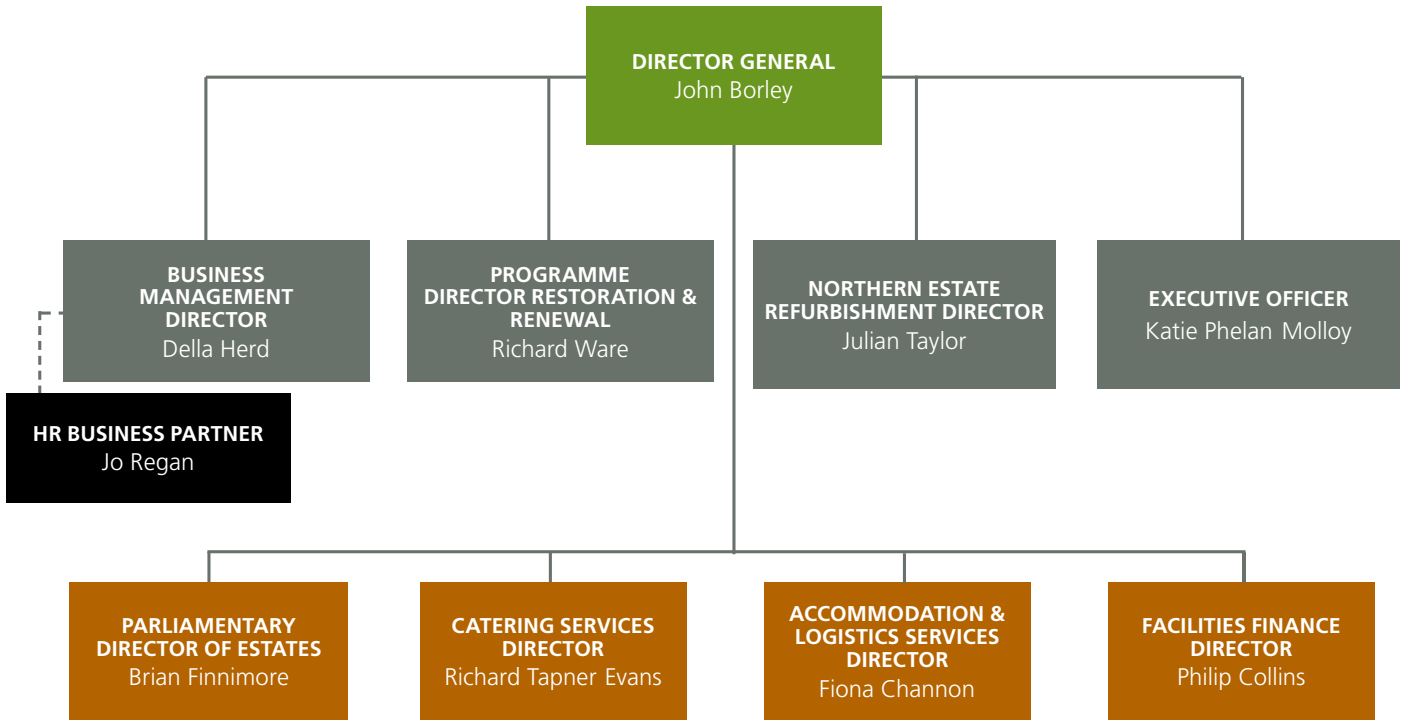 DIRECTOR GENERAL
John Borley
BUSINESS
MANAGEMENT
DIRECTOR
Della Herd
PROGRAMME
DIRECTOR RESTORATION &
RENEWAL
Richard Ware
NORTHERN ESTATE
REFURBISHMENT DIRECTOR
Julian Taylor
EXECUTIVE OFFICER
Katie Phelan Molloy
HR BUSINESS PARTNER
Jo Regan
PARLIAMENTARY
DIRECTOR OF ESTATES
Brian Finnimore
CATERING SERVICES
DIRECTOR
Richard Tapner Evans
ACCOMMODATION &
LOGISTICS SERVICES
DIRECTOR
Fiona Channon
FACILITIES FINANCE
DIRECTOR
Philip Collins